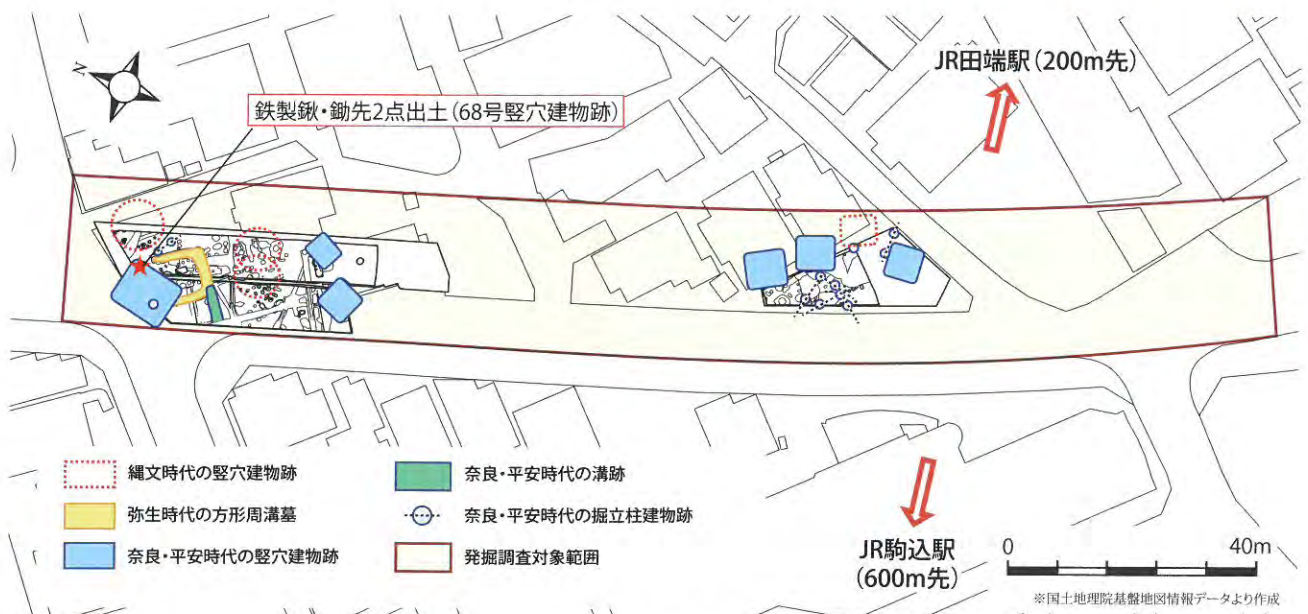 N
JR田端駅(200m先)
鉄製鍬・鋤先2点出土(68号竪穴建物跡)
縄文時代の竪穴建物跡
弥生時代の方形周溝墓
奈良・平安時代の竪穴建物跡
奈良・平安時代の溝跡
奈良・平安時代の掘立柱建物跡
発掘調査対象範囲
JR駒込駅
(600m先)
0 40m
※国土地理院基盤地図情報データより作成